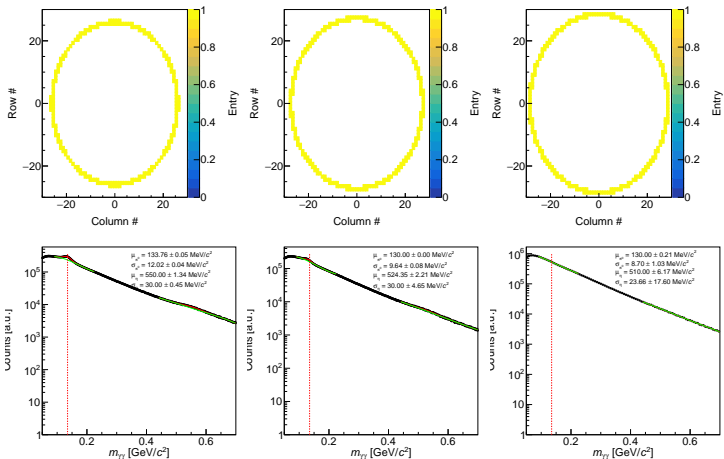 30
20
0
−20
Row #
−20
0
20
Column #
1
0.8
0.6
0.4
0.2
0
Entry
20
0
−20
Row #
−20
0
20
Column #
1
0.8
0.6
0.4
0.2
0
Entry
20
0
−20
Row #
−20
0
20
Column #
1
0.8
0.6
0.4
0.2
0
Entry
10⁵
10⁴
10³
10²
10
1
Counts [a.u.]
μπ⁰ = 133.76 ± 0.05 MeV/c²
σπ⁰ = 12.02 ± 0.04 MeV/c²
μη = 550.00 ± 1.34 MeV/c²
ση = 30.00 ± 0.45 MeV/c²
0.2
0.4
0.6
mγγ [GeV/c²]
10⁵
10⁴
10³
10²
10
1
Counts [a.u.]
μπ⁰ = 130.00 ± 0.00 MeV/c²
σπ⁰ = 9.64 ± 0.08 MeV/c²
μη = 524.35 ± 2.21 MeV/c²
ση = 30.00 ± 4.65 MeV/c²
0.2
0.4
0.6
mγγ [GeV/c²]
10⁶
10⁵
10⁴
10³
10²
10
1
Counts [a.u.]
μπ⁰ = 130.00 ± 0.21 MeV/c²
σπ⁰ = 8.70 ± 1.03 MeV/c²
μη = 510.00 ± 6.17 MeV/c²
ση = 23.66 ± 17.60 MeV/c²
0.2
0.4
0.6
mγγ [GeV/c²]